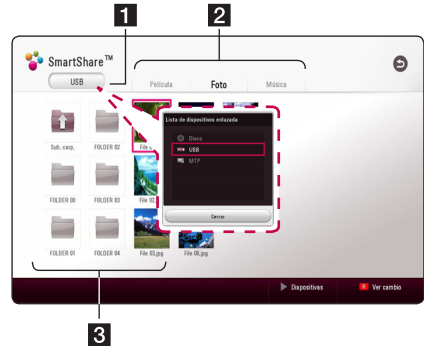 1
2
SmartShare™
USB
Película
Foto
Música
Lista de dispositivos enlazada
Disco
USB
MTP
Cerrar
Sub. carp.
FOLDER 02
FOLDER 00
FOLDER 03
File 02
FOLDER 01
FOLDER 04
File 03.jpg
File 08.jpg
Diapositivas
Ver cambio
3